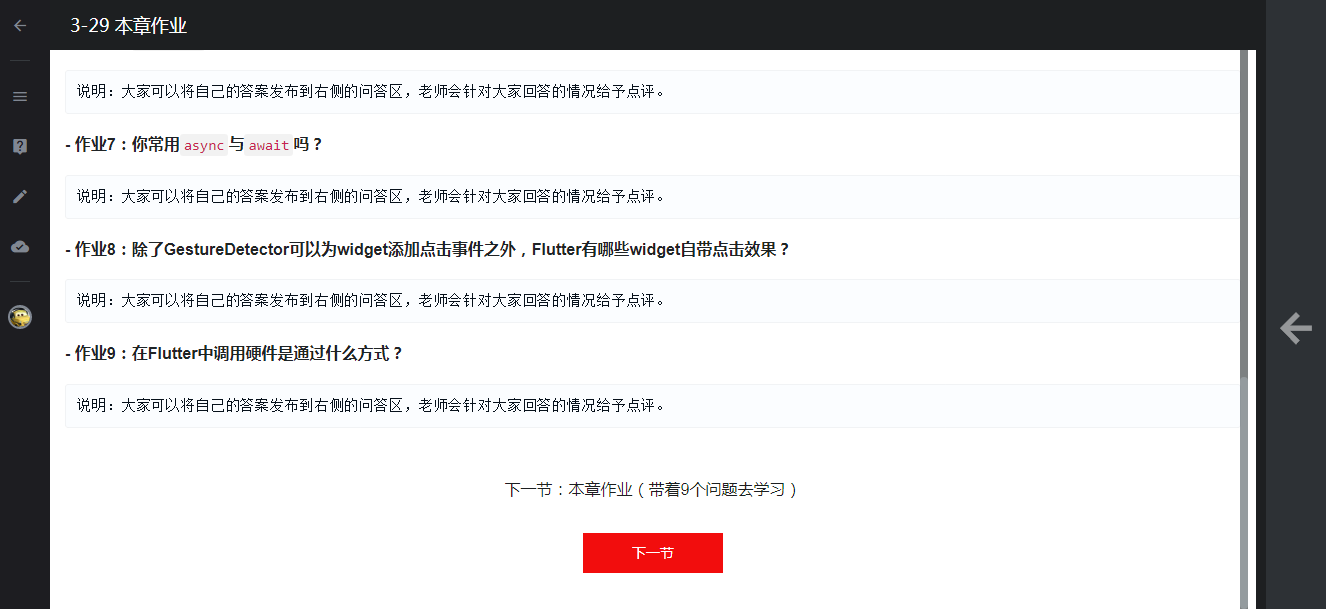 3-29 本章作业
说明：大家可以将自己的答案发布到右侧的问答区，老师会针对大家回答的情况给予点评。
- 作业7：你常用async与await吗？
说明：大家可以将自己的答案发布到右侧的问答区，老师会针对大家回答的情况给予点评。
- 作业8：除了GestureDetector可以为widget添加点击事件之外，Flutter有哪些widget自带点击效果？
说明：大家可以将自己的答案发布到右侧的问答区，老师会针对大家回答的情况给予点评。
- 作业9：在Flutter中调用硬件是通过什么方式？
说明：大家可以将自己的答案发布到右侧的问答区，老师会针对大家回答的情况给予点评。
下一节：本章作业（带着9个问题去学习）
下一节